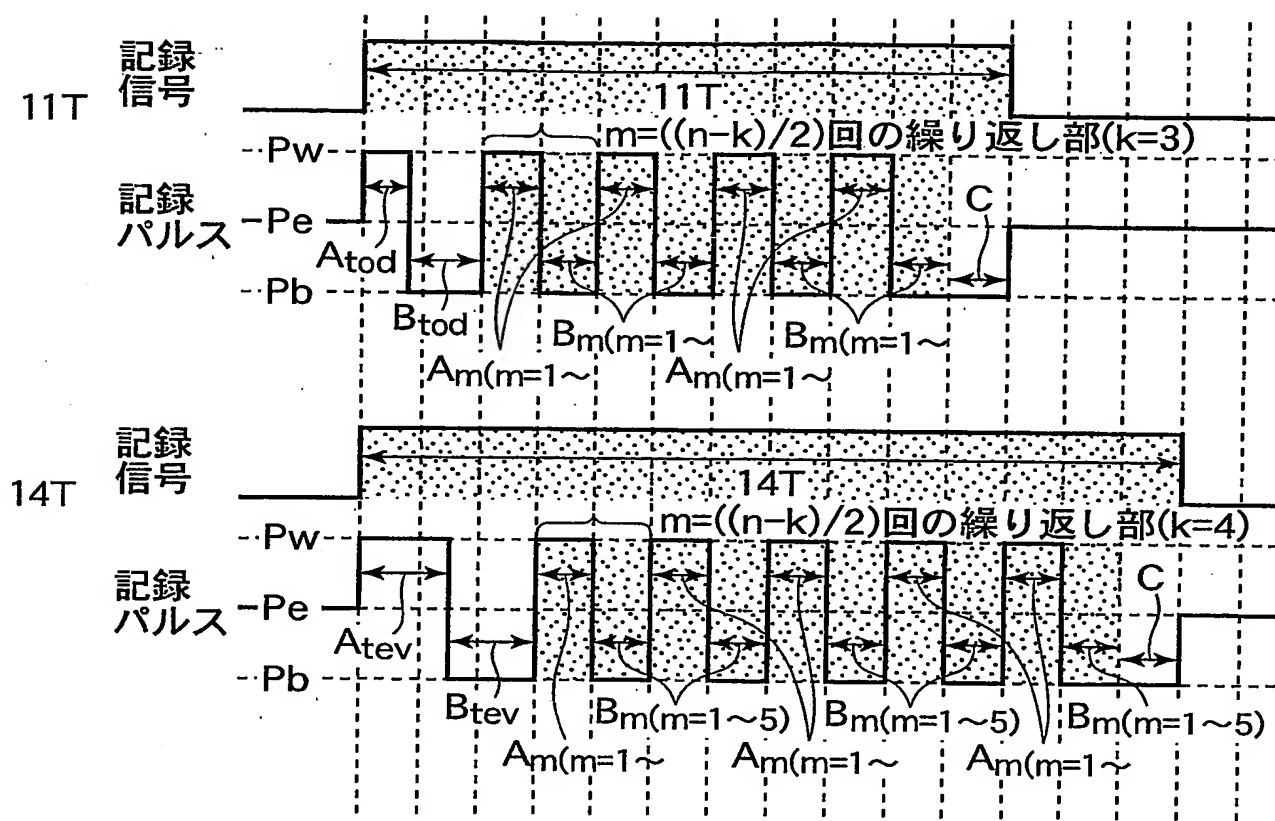 11T
記録
信号
11T
m=((n-k)/2)回の繰り返し部(k=3)
記録
パルス
Pw
Pe
Pb
Atod
Btod
C
Bm(m=1～
Bm(m=1～
Am(m=1～
Am(m=1～
14T
記録
信号
14T
m=((n-k)/2)回の繰り返し部(k=4)
記録
パルス
Pw
Pe
Pb
Atev
Btev
C
Bm(m=1～5)
Bm(m=1～5)
Bm(m=1～5)
Am(m=1～
Am(m=1～
Am(m=1～